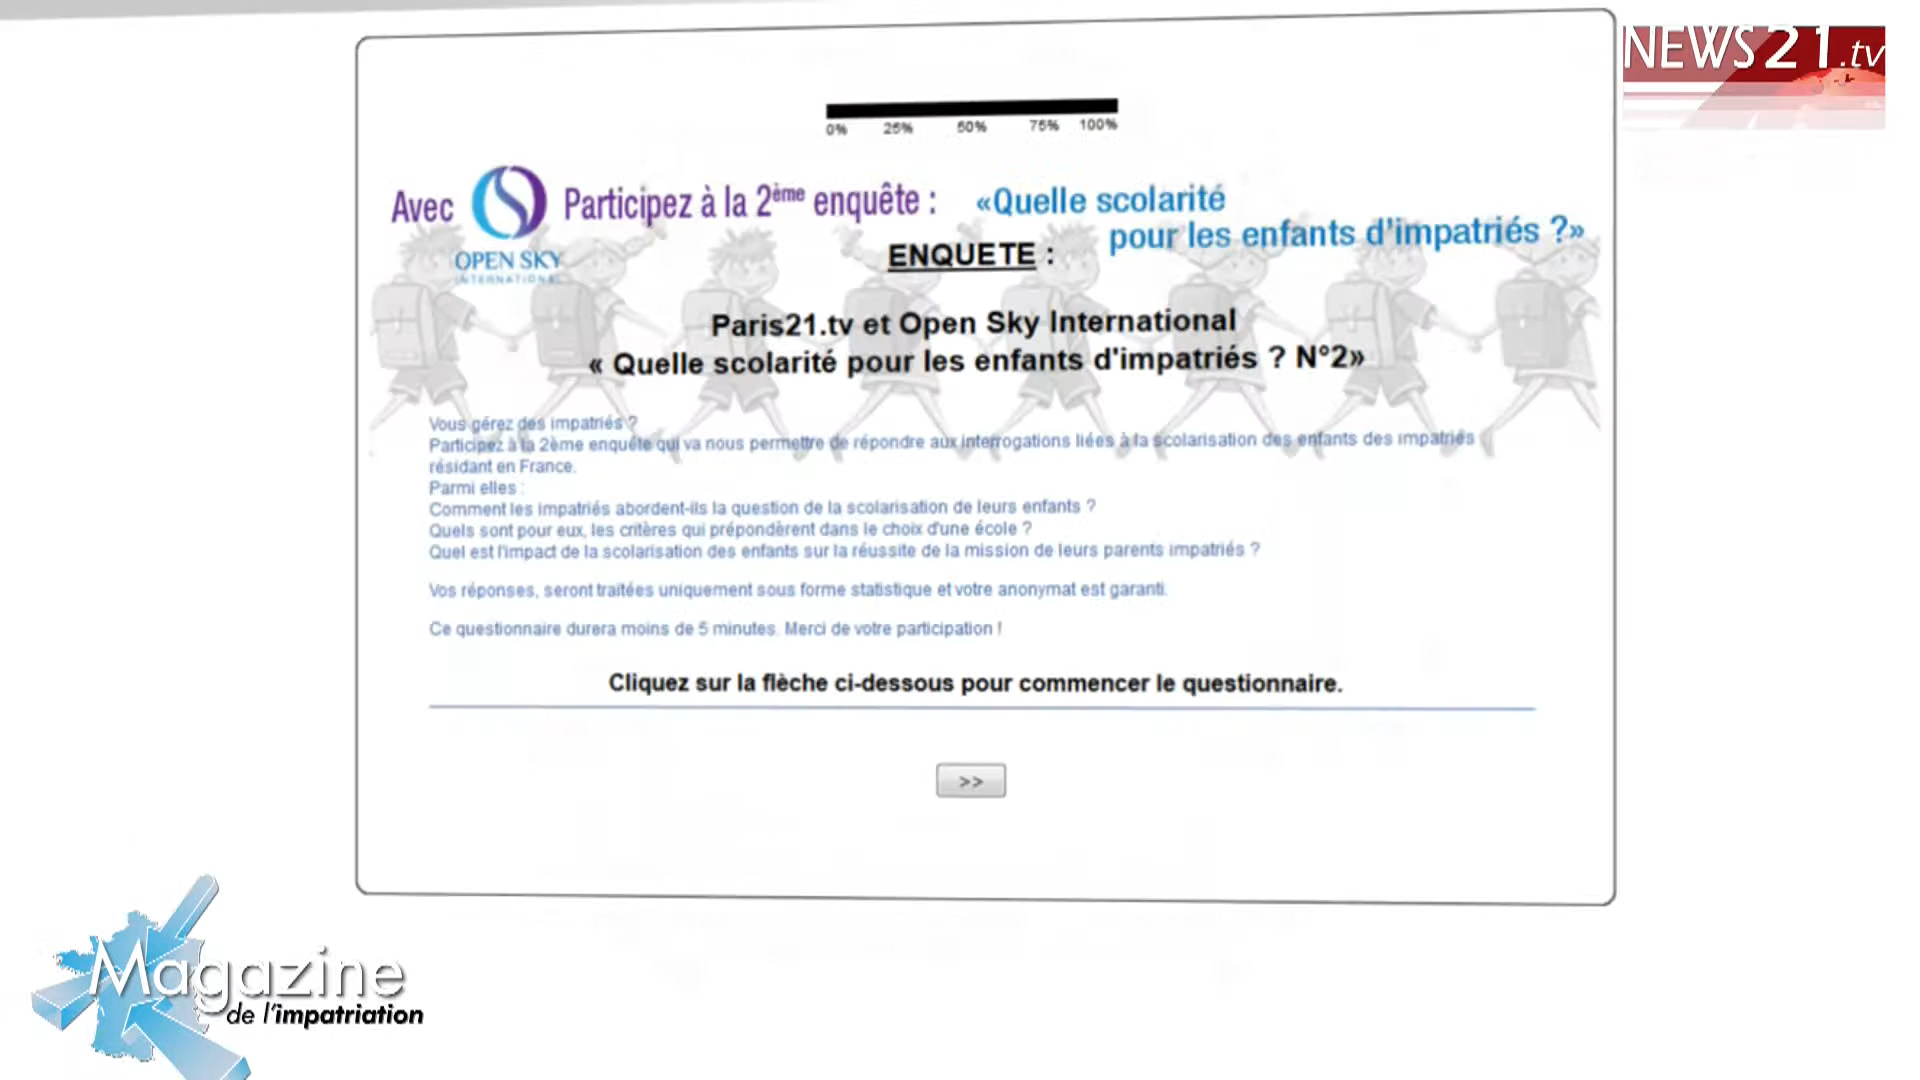 NEWS21.tv
0% 25% 50% 75% 100%
Avec OPEN SKY INTERNATIONAL Participez à la 2ème enquête : «Quelle scolarité
pour les enfants d'impatriés ?»
ENQUETE :
Paris21.tv et Open Sky International
« Quelle scolarité pour les enfants d'impatriés ? N°2»
Vous gérez des impatriés ?
Participez à la 2ème enquête qui va nous permettre de répondre aux interrogations liées à la scolarisation des enfants des impatriés
résidant en France.
Parmi elles :
Comment les impatriés abordent-ils la question de la scolarisation de leurs enfants ?
Quels sont pour eux, les critères qui prépondèrent dans le choix d'une école ?
Quel est l'impact de la scolarisation des enfants sur la réussite de la mission de leurs parents impatriés ?
Vos réponses, seront traitées uniquement sous forme statistique et votre anonymat est garanti.
Ce questionnaire durera moins de 5 minutes. Merci de votre participation !
Cliquez sur la flèche ci-dessous pour commencer le questionnaire.
>>
Magazine
de l'impatriation